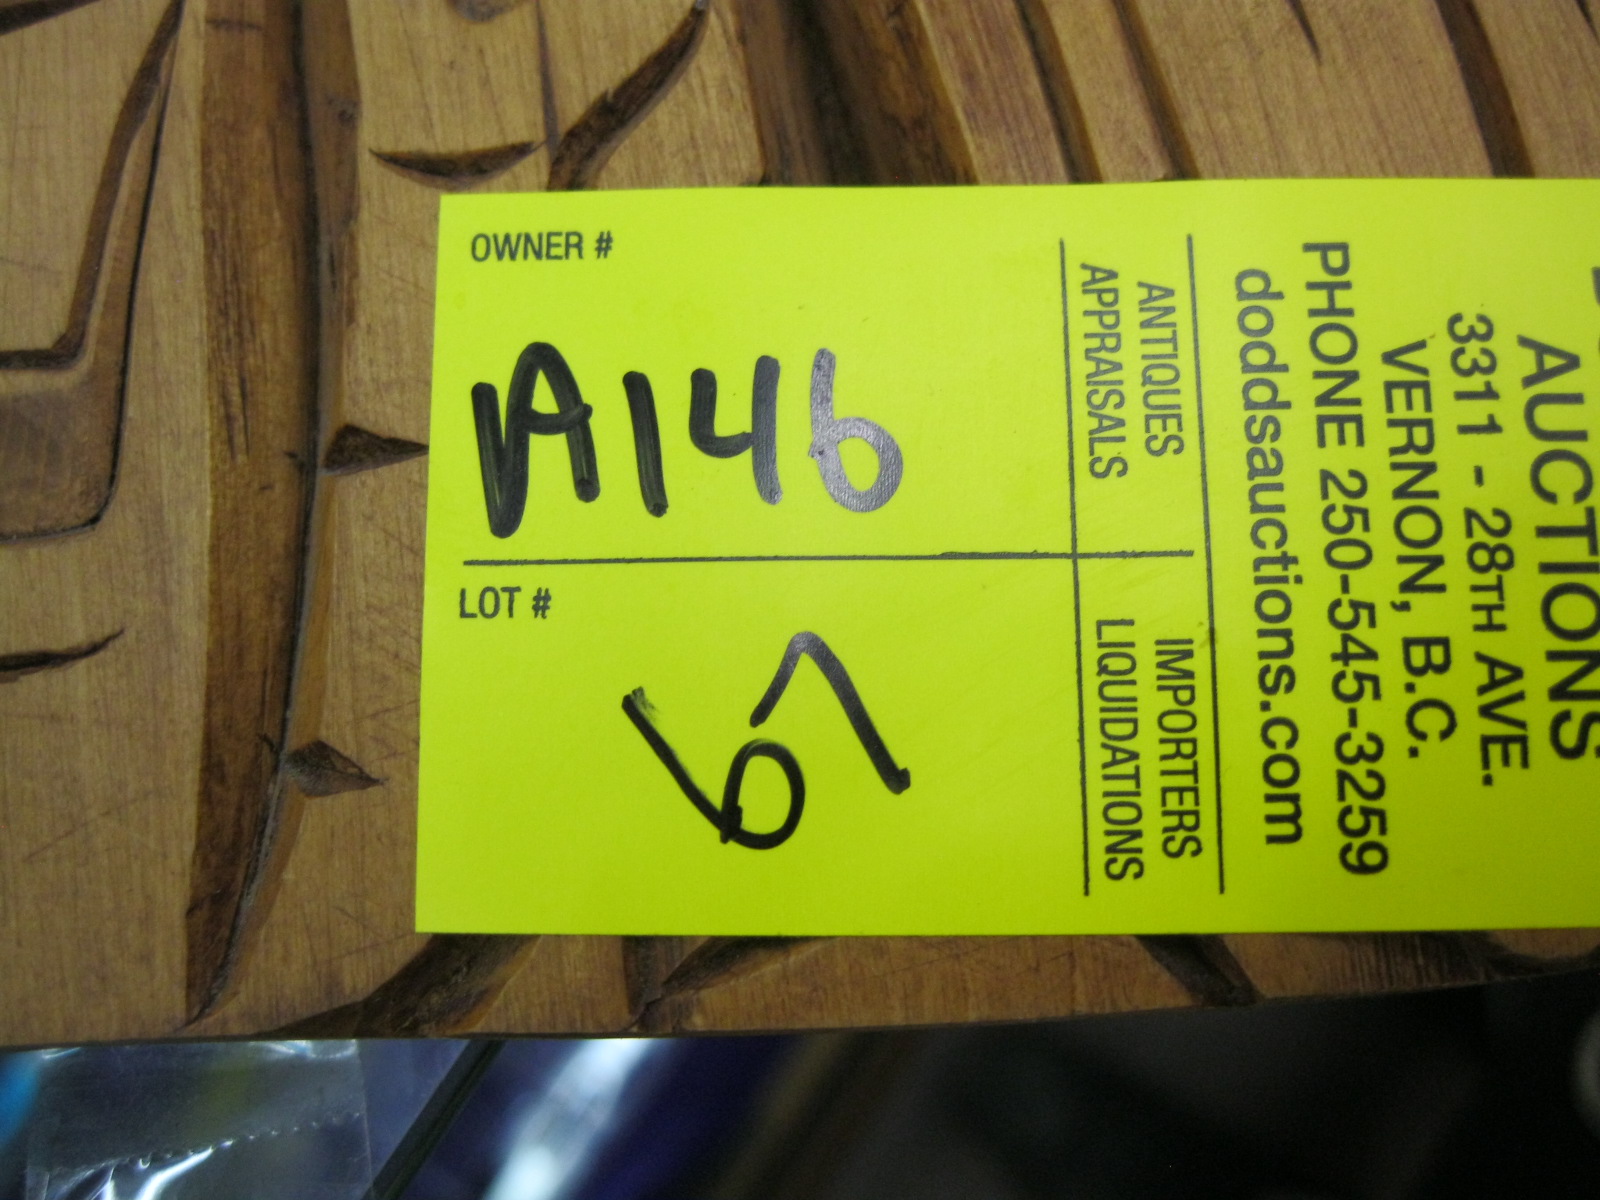 AUCTIONS
3311 - 28TH AVE.
VERNON, B.C.
PHONE 250-545-3259
doddsauctions.com
ANTIQUES
APPRAISALS
IMPORTERS
LIQUIDATIONS
OWNER #
A146
LOT #
67